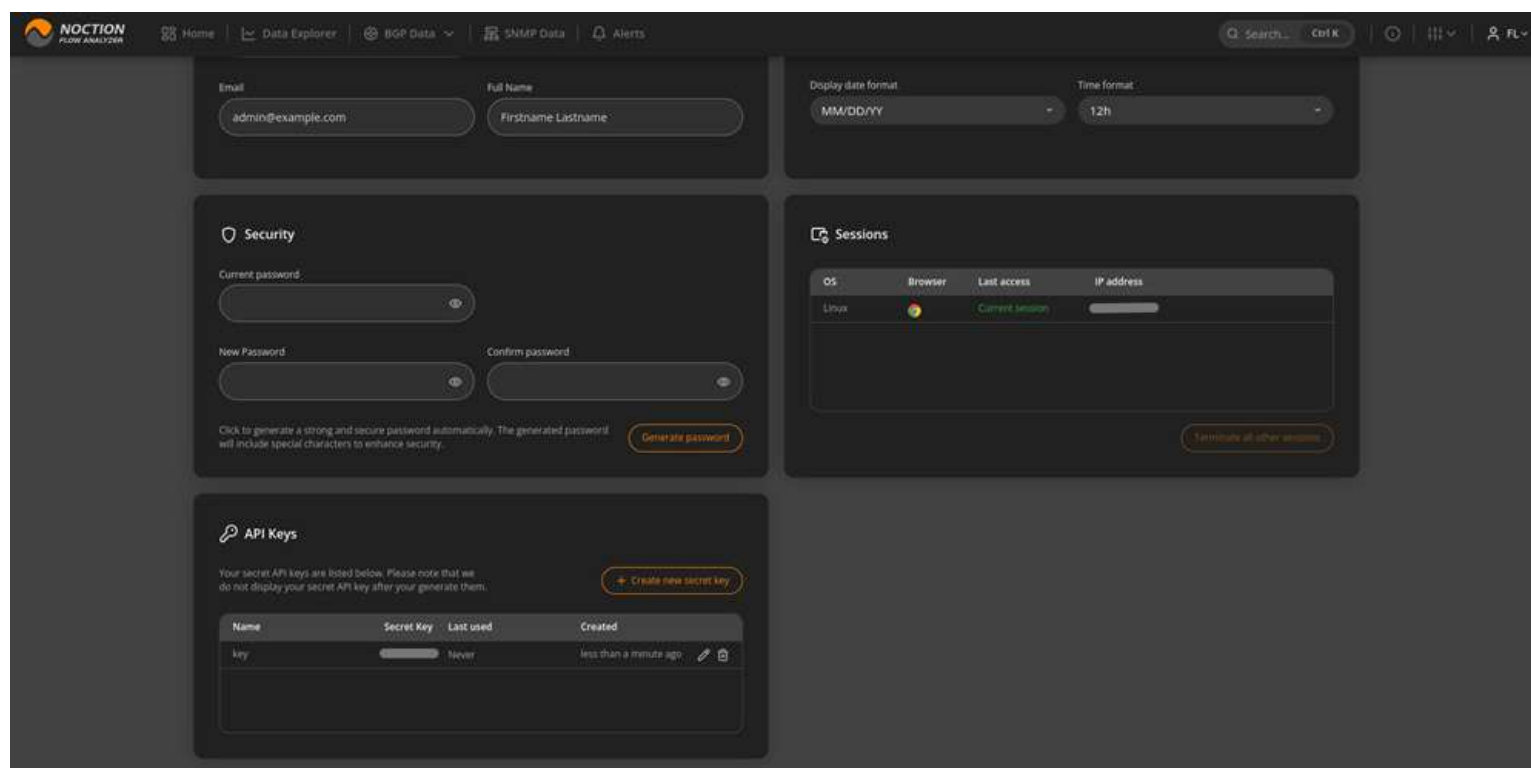 NOCTION
FLOW ANALYZER
Home
Data Explorer
BGP Data
SNMP Data
Alerts
Search...
Ctrl K
FL
Email
Full Name
admin@example.com
Firstname Lastname
Display date format
Time format
MM/DD/YY
12h
Security
Current password
New Password
Confirm password
Click to generate a strong and secure password automatically. The generated password
will include special characters to enhance security.
Generate password
Sessions
OS Browser Last access IP address
Linux Current session
Terminate all other sessions
API Keys
Your secret API keys are listed below. Please note that we
do not display your secret API key after your generate them.
+ Create new secret key
Name Secret Key Last used Created
key Never less than a minute ago